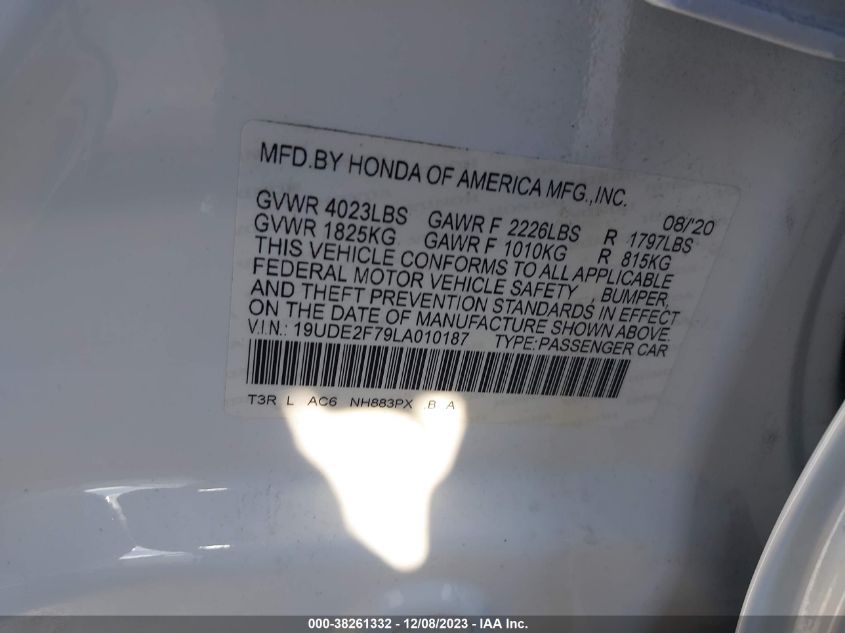 MFD.BY HONDA OF AMERICA MFG.,INC.
08/'20
GVWR 4023LBS GAWR F 2226LBS R 1797LBS
GVWR 1825KG GAWR F 1010KG R 815KG
THIS VEHICLE CONFORMS TO ALL APPLICABLE
FEDERAL MOTOR VEHICLE SAFETY , BUMPER,
AND THEFT PREVENTION STANDARDS IN EFFECT
ON THE DATE OF MANUFACTURE SHOWN ABOVE.
V.I.N.: 19UDE2F79LA010187 TYPE:PASSENGER CAR
T3R L AC6 NH883PX .B A
000-38261332 - 12/08/2023 - IAA Inc.